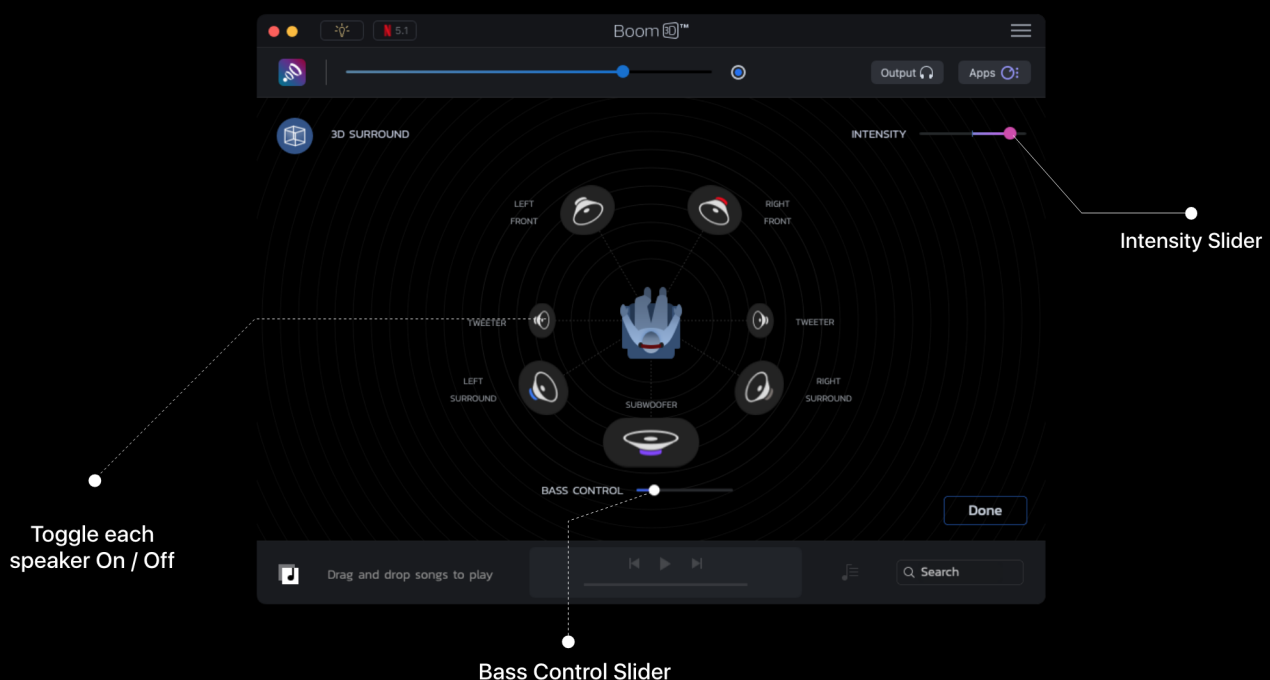 5.1
Boom 3D™
Output
Apps
3D SURROUND
INTENSITY
LEFT
FRONT
RIGHT
FRONT
Intensity Slider
TWEETER
TWEETER
LEFT
SURROUND
RIGHT
SURROUND
SUBWOOFER
BASS CONTROL
Done
Toggle each
speaker On / Off
Drag and drop songs to play
Search
Bass Control Slider